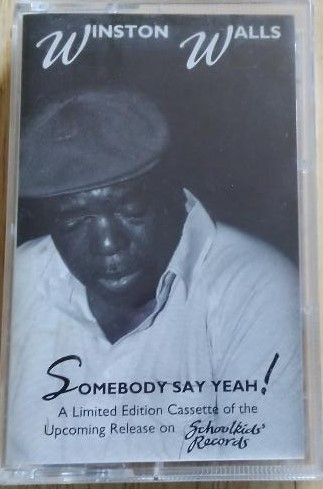 WINSTON WALLS
SOMEBODY SAY YEAH!
A Limited Edition Cassette of the
Upcoming Release on Schoolkids'
Records